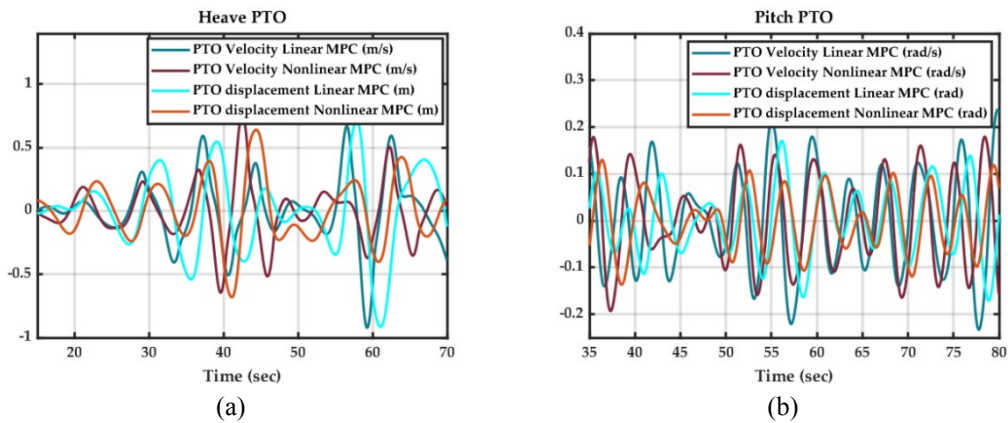 Heave PTO
PTO Velocity Linear MPC (m/s)
PTO Velocity Nonlinear MPC (m/s)
PTO displacement Linear MPC (m)
PTO displacement Nonlinear MPC (m)
1
0.5
0
-0.5
-1
20 30 40 50 60 70
Time (sec)
(a)
Pitch PTO
PTO Velocity Linear MPC (rad/s)
PTO Velocity Nonlinear MPC (rad/s)
PTO displacement Linear MPC (rad)
PTO displacement Nonlinear MPC (rad)
0.4
0.3
0.2
0.1
0
-0.1
-0.2
35 40 45 50 55 60 65 70 75 80
Time (sec)
(b)